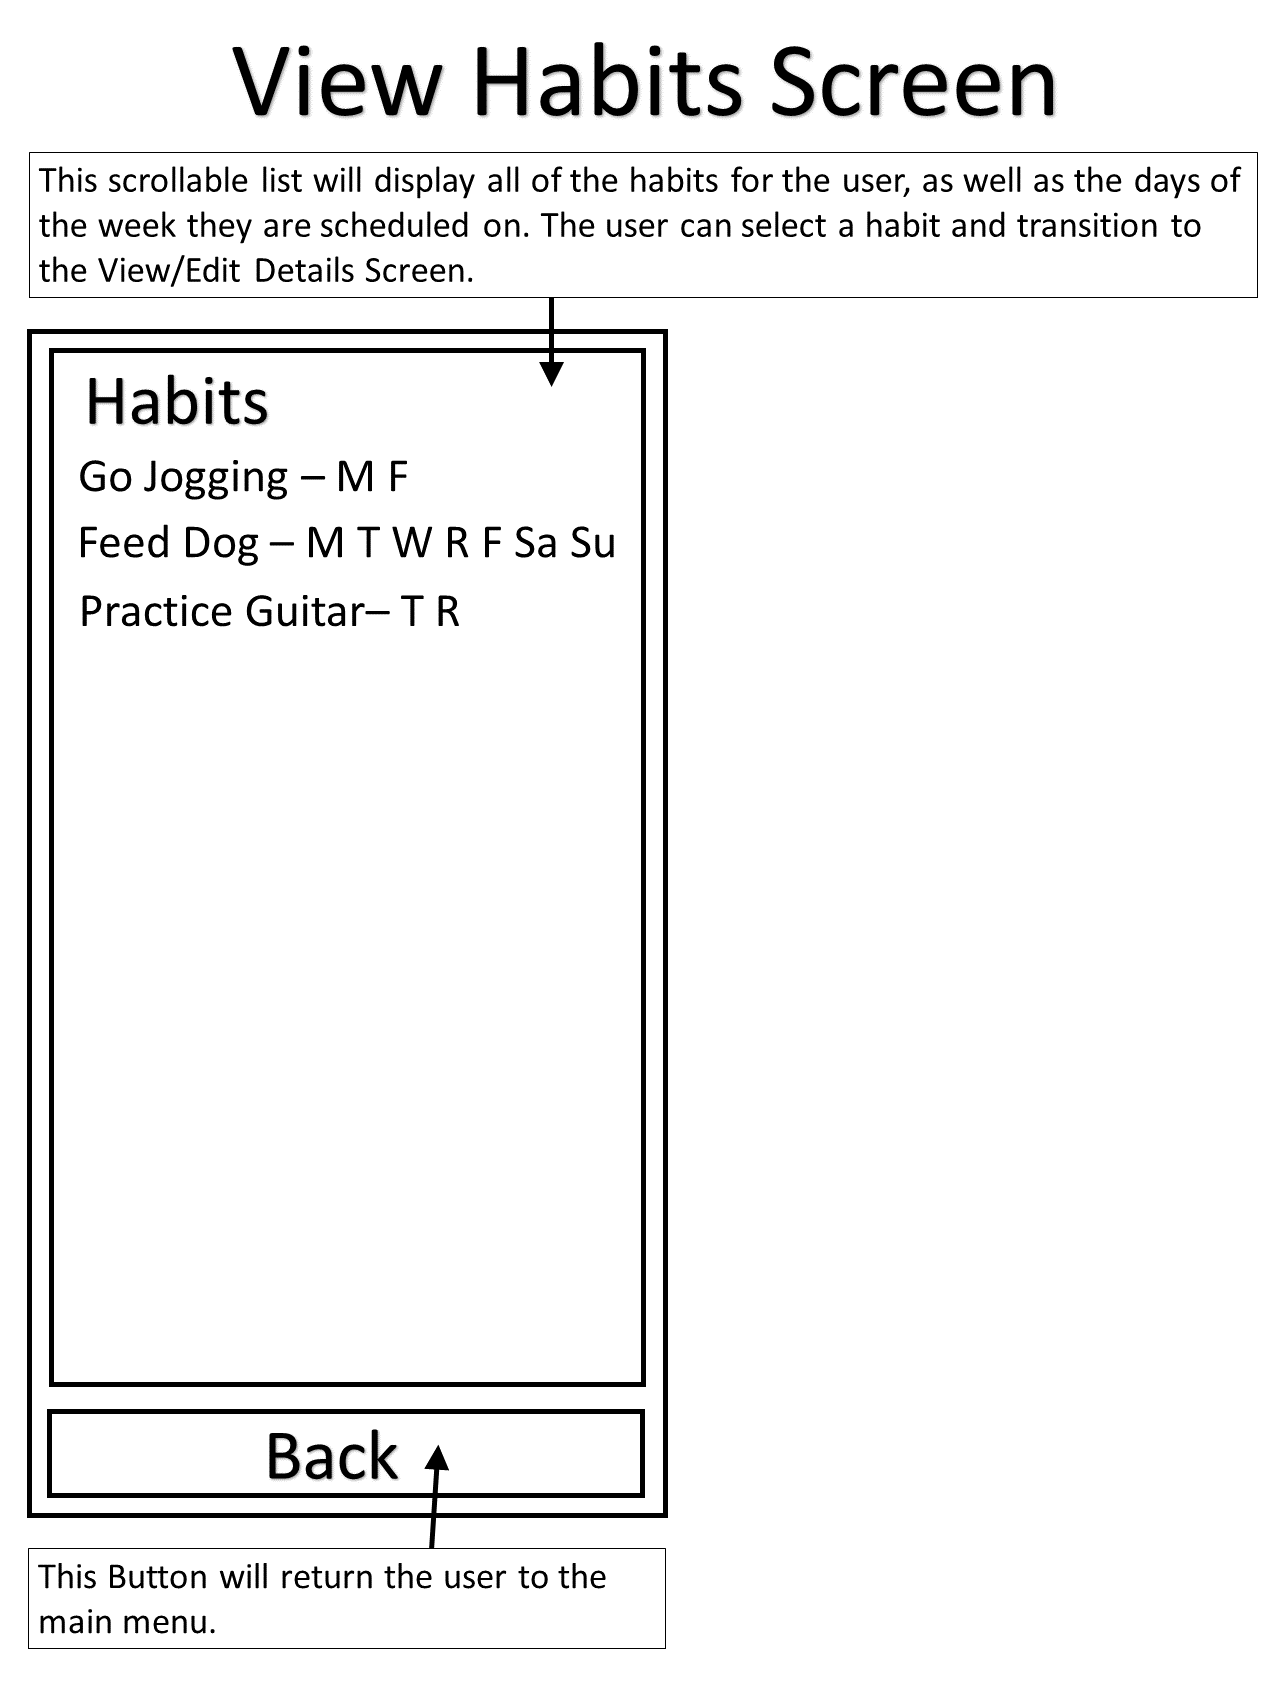 View Habits Screen
This scrollable list will display all of the habits for the user, as well as the days of
the week they are scheduled on. The user can select a habit and transition to
the View/Edit Details Screen.
Habits
Go Jogging – M F
Feed Dog – M T W R F Sa Su
Practice Guitar– T R
Back
This Button will return the user to the
main menu.